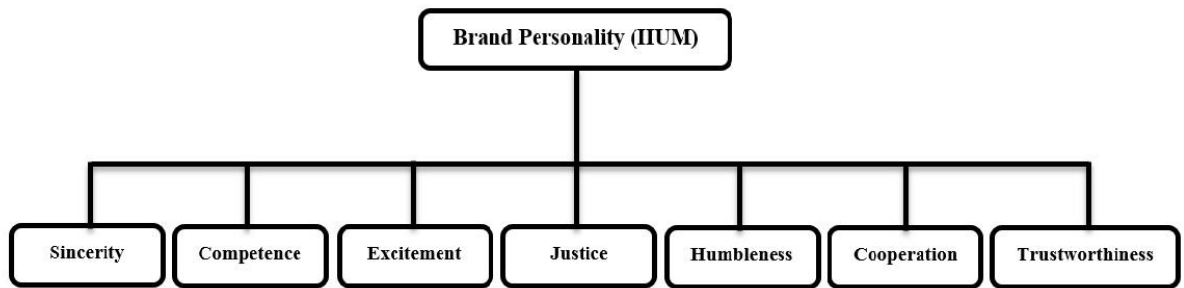 Brand Personality (IIUM)
Sincerity
Competence
Excitement
Justice
Humbleness
Cooperation
Trustworthiness